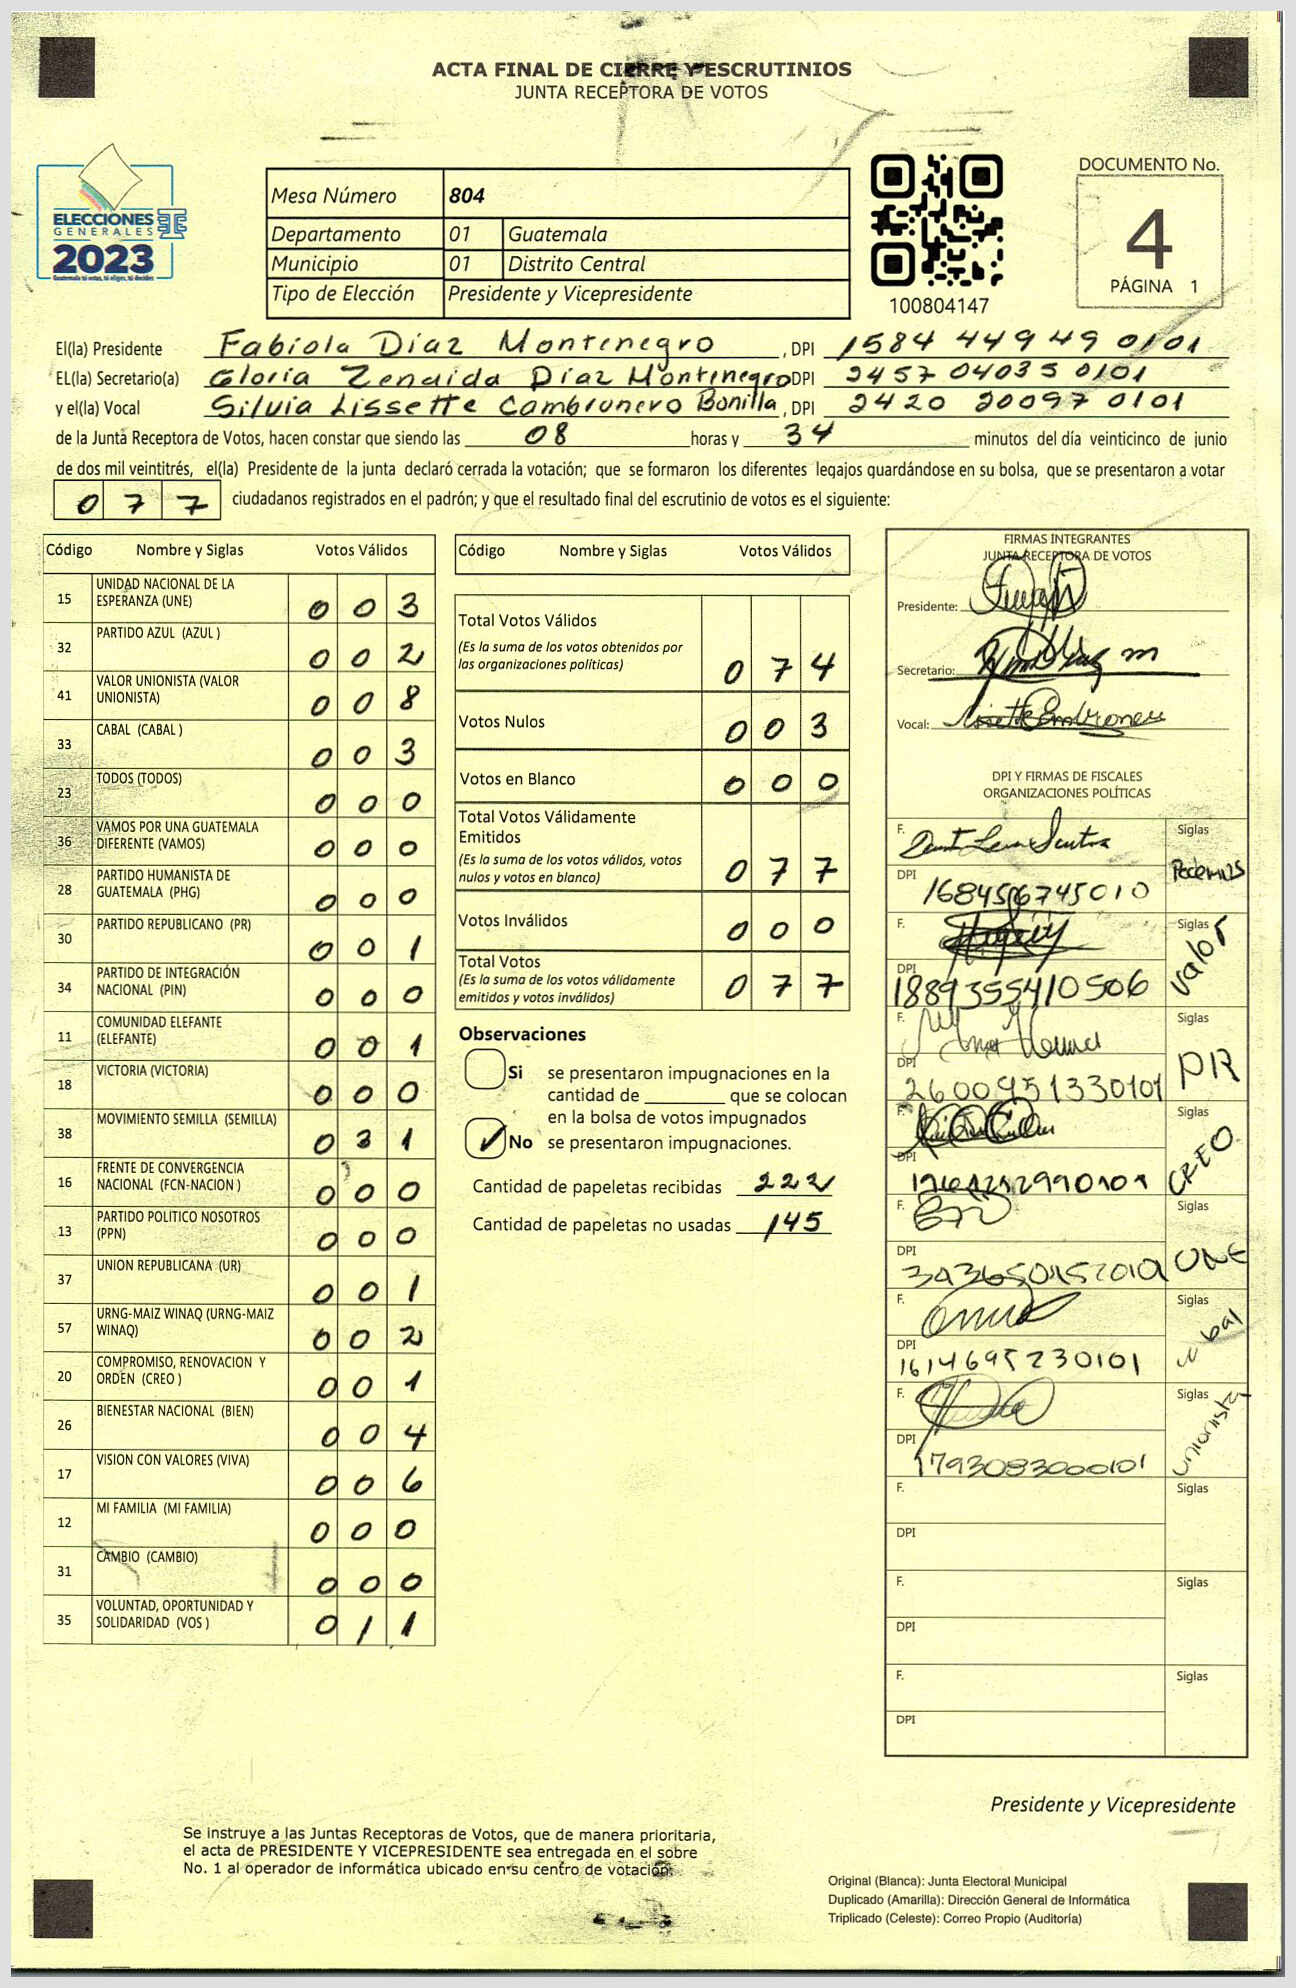 ACTA FINAL DE CIERRE Y ESCRUTINIOS
JUNTA RECEPTORA DE VOTOS
ELECCIONES
GENERALES
2023
Guatemala tú votas, tú eliges, tú decides
Mesa Número 804
Departamento 01 Guatemala
Municipio 01 Distrito Central
Tipo de Elección Presidente y Vicepresidente
100804147
DOCUMENTO No.
4
PÁGINA 1
El(la) Presidente Fabiola Díaz Montenegro, DPI 1584 44949 0101
EL(la) Secretario(a) Gloria Zenaida Díaz Montenegro DPI 2457 04035 0101
y el(la) Vocal Silvia Lissette Cambronero Bonilla, DPI 2420 20097 0101
de la Junta Receptora de Votos, hacen constar que siendo las 08 horas y 34 minutos del día veinticinco de junio
de dos mil veintitrés, el(la) Presidente de la junta declaró cerrada la votación; que se formaron los diferentes legajos guardándose en su bolsa, que se presentaron a votar
0 7 7 ciudadanos registrados en el padrón; y que el resultado final del escrutinio de votos es el siguiente:
Código Nombre y Siglas Votos Válidos
15 UNIDAD NACIONAL DE LA ESPERANZA (UNE) 0 0 3
32 PARTIDO AZUL (AZUL ) 0 0 2
41 VALOR UNIONISTA (VALOR UNIONISTA) 0 0 8
33 CABAL (CABAL ) 0 0 3
23 TODOS (TODOS) 0 0 0
36 VAMOS POR UNA GUATEMALA DIFERENTE (VAMOS) 0 0 0
28 PARTIDO HUMANISTA DE GUATEMALA (PHG) 0 0 0
30 PARTIDO REPUBLICANO (PR) 0 0 1
34 PARTIDO DE INTEGRACIÓN NACIONAL (PIN) 0 0 0
11 COMUNIDAD ELEFANTE (ELEFANTE) 0 0 1
18 VICTORIA (VICTORIA) 0 0 0
38 MOVIMIENTO SEMILLA (SEMILLA) 0 3 1
16 FRENTE DE CONVERGENCIA NACIONAL (FCN-NACION ) 0 0 0
13 PARTIDO POLITICO NOSOTROS (PPN) 0 0 0
37 UNION REPUBLICANA (UR) 0 0 1
57 URNG-MAIZ WINAQ (URNG-MAIZ WINAQ) 0 0 2
20 COMPROMISO, RENOVACION Y ORDEN (CREO ) 0 0 1
26 BIENESTAR NACIONAL (BIEN) 0 0 4
17 VISION CON VALORES (VIVA) 0 0 6
12 MI FAMILIA (MI FAMILIA) 0 0 0
31 CAMBIO (CAMBIO) 0 0 0
35 VOLUNTAD, OPORTUNIDAD Y SOLIDARIDAD (VOS ) 0 1 1
Código Nombre y Siglas Votos Válidos
Total Votos Válidos
(Es la suma de los votos obtenidos por
las organizaciones políticas) 0 7 4
Votos Nulos 0 0 3
Votos en Blanco 0 0 0
Total Votos Válidamente
Emitidos
(Es la suma de los votos válidos, votos
nulos y votos en blanco) 0 7 7
Votos Inválidos 0 0 0
Total Votos
(Es la suma de los votos válidamente
emitidos y votos inválidos) 0 7 7
Observaciones
Si se presentaron impugnaciones en la
cantidad de ________ que se colocan
en la bolsa de votos impugnados
No se presentaron impugnaciones.
Cantidad de papeletas recibidas 222
Cantidad de papeletas no usadas 145
FIRMAS INTEGRANTES
JUNTA RECEPTORA DE VOTOS
Presidente:
Secretario:
Vocal:
DPI Y FIRMAS DE FISCALES
ORGANIZACIONES POLÍTICAS
F. Siglas Podemos
DPI
F. Siglas Valor
DPI 1889355410506
F. Siglas PR
DPI 2600951330101
F. Siglas CREO
DPI
F. Siglas UNE
DPI
F. Siglas
DPI 1614695230101
F. Siglas Unionista
DPI 1793083000101
F. Siglas
DPI
F. Siglas
DPI
F. Siglas
DPI
Presidente y Vicepresidente
Se instruye a las Juntas Receptoras de Votos, que de manera prioritaria,
el acta de PRESIDENTE Y VICEPRESIDENTE sea entregada en el sobre
No. 1 al operador de informática ubicado en su centro de votación.
Original (Blanca): Junta Electoral Municipal
Duplicado (Amarilla): Dirección General de Informática
Triplicado (Celeste): Correo Propio (Auditoría)